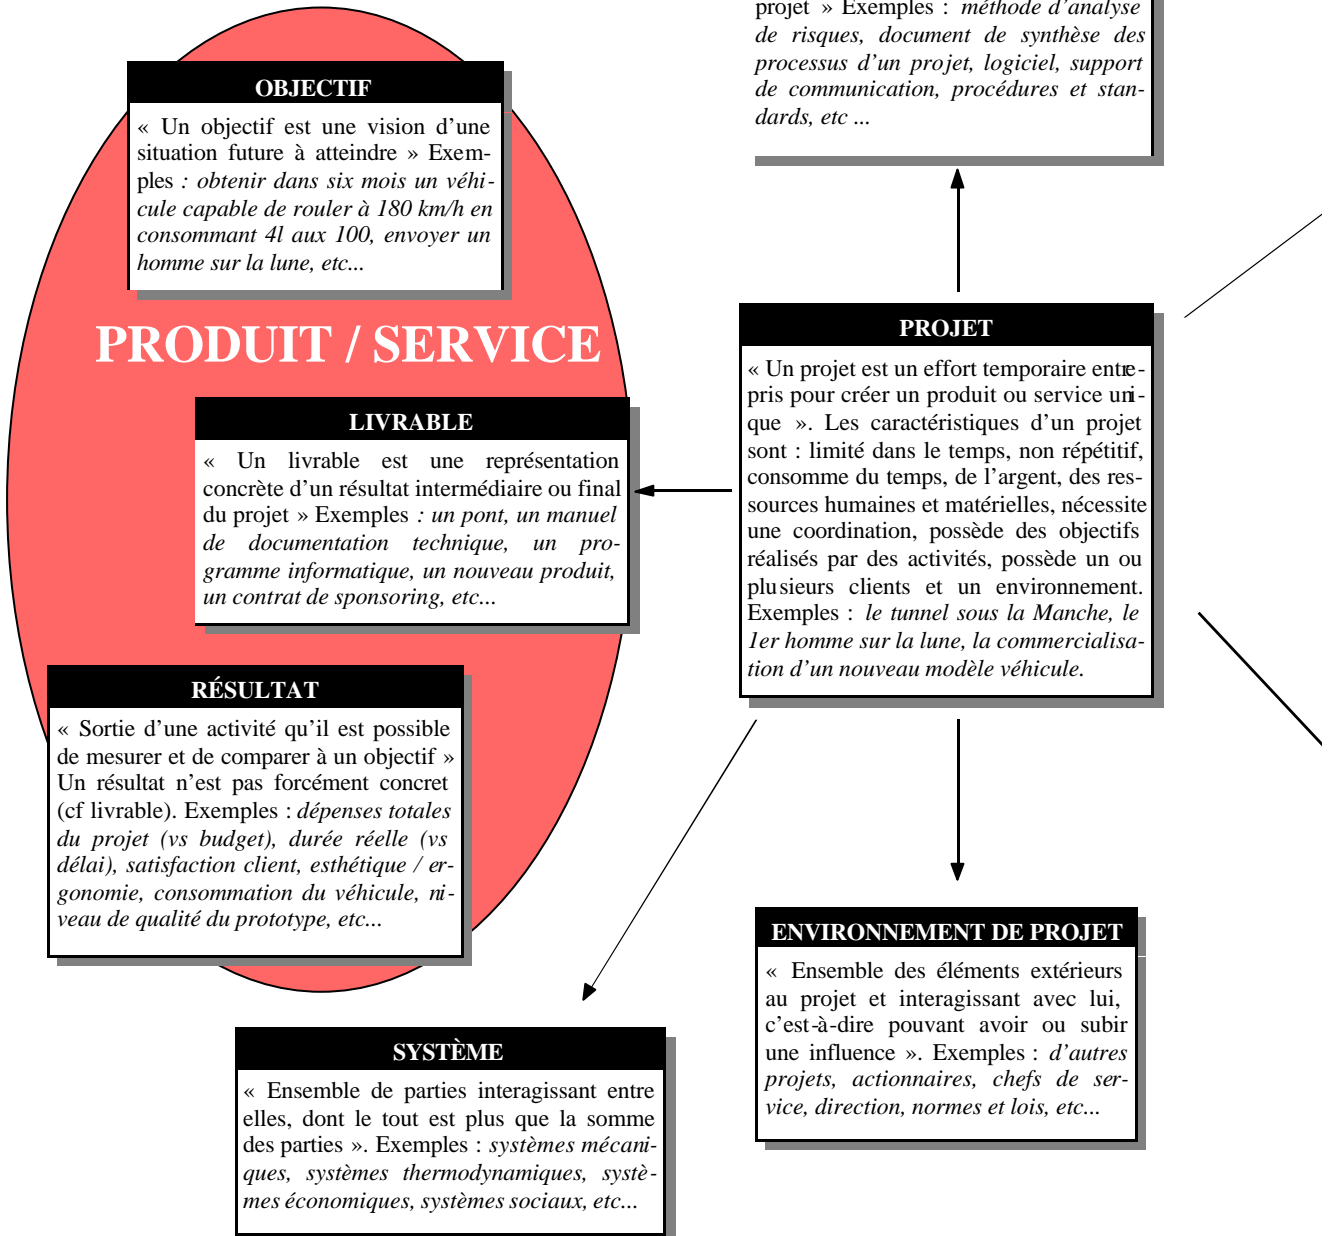 projet » Exemples : méthode d'analyse
de risques, document de synthèse des
processus d'un projet, logiciel, support
de communication, procédures et stan-
dards, etc ...
OBJECTIF
« Un objectif est une vision d'une
situation future à atteindre » Exem-
ples : obtenir dans six mois un véhi-
cule capable de rouler à 180 km/h en
consommant 4l aux 100, envoyer un
homme sur la lune, etc...
PRODUIT / SERVICE
LIVRABLE
« Un livrable est une représentation
concrète d'un résultat intermédiaire ou final
du projet » Exemples : un pont, un manuel
de documentation technique, un pro-
gramme informatique, un nouveau produit,
un contrat de sponsoring, etc...
RÉSULTAT
« Sortie d'une activité qu'il est possible
de mesurer et de comparer à un objectif »
Un résultat n'est pas forcément concret
(cf livrable). Exemples : dépenses totales
du projet (vs budget), durée réelle (vs
délai), satisfaction client, esthétique / er-
gonomie, consommation du véhicule, ni-
veau de qualité du prototype, etc...
PROJET
« Un projet est un effort temporaire entre-
pris pour créer un produit ou service uni-
que ». Les caractéristiques d'un projet
sont : limité dans le temps, non répétitif,
consomme du temps, de l'argent, des res-
sources humaines et matérielles, nécessite
une coordination, possède des objectifs
réalisés par des activités, possède un ou
plusieurs clients et un environnement.
Exemples : le tunnel sous la Manche, le
1er homme sur la lune, la commercialisa-
tion d'un nouveau modèle véhicule.
SYSTÈME
« Ensemble de parties interagissant entre
elles, dont le tout est plus que la somme
des parties ». Exemples : systèmes mécani-
ques, systèmes thermodynamiques, systè-
mes économiques, systèmes sociaux, etc...
ENVIRONNEMENT DE PROJET
« Ensemble des éléments extérieurs
au projet et interagissant avec lui,
c'est-à-dire pouvant avoir ou subir
une influence ». Exemples : d'autres
projets, actionnaires, chefs de ser-
vice, direction, normes et lois, etc...